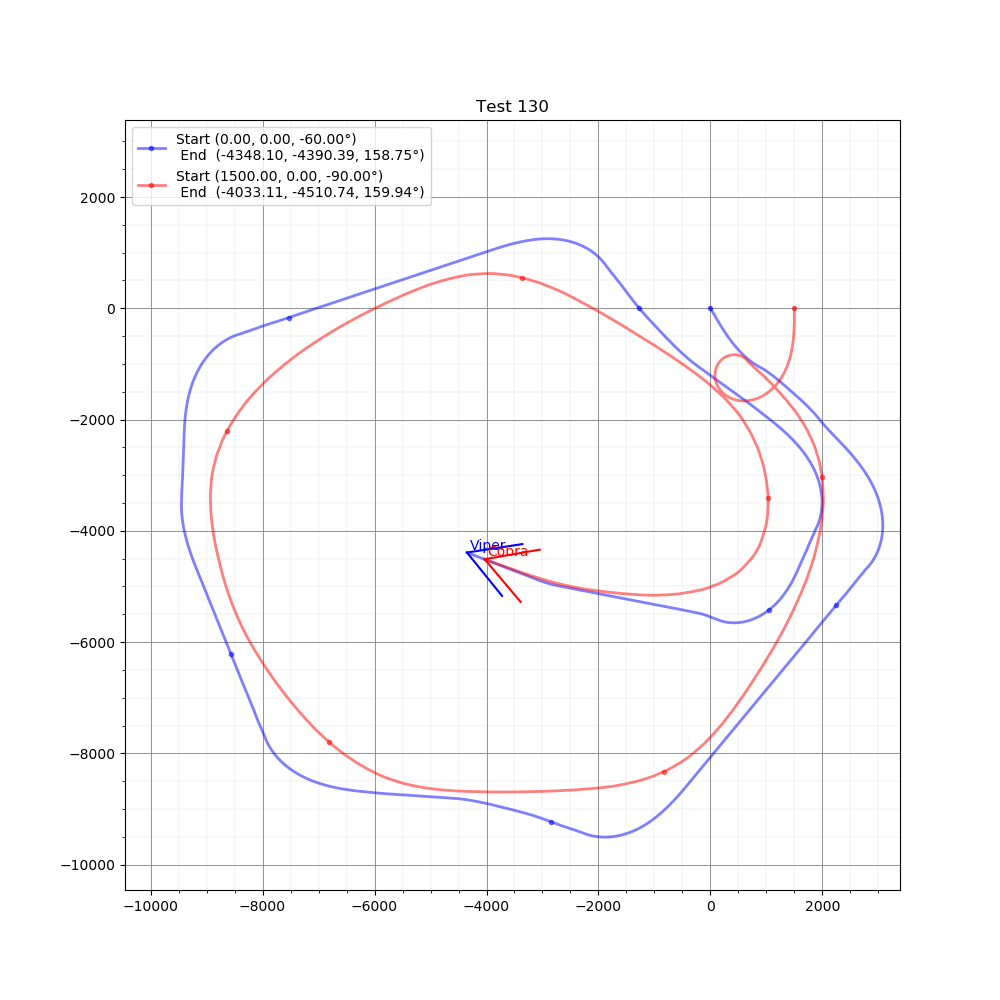 Test 130
Start (0.00, 0.00, -60.00°)
End (-4348.10, -4390.39, 158.75°)
Start (1500.00, 0.00, -90.00°)
End (-4033.11, -4510.74, 159.94°)
2000
0
−2000
−4000
−6000
−8000
−10000
Viper
Cobra
−10000 −8000 −6000 −4000 −2000 0 2000